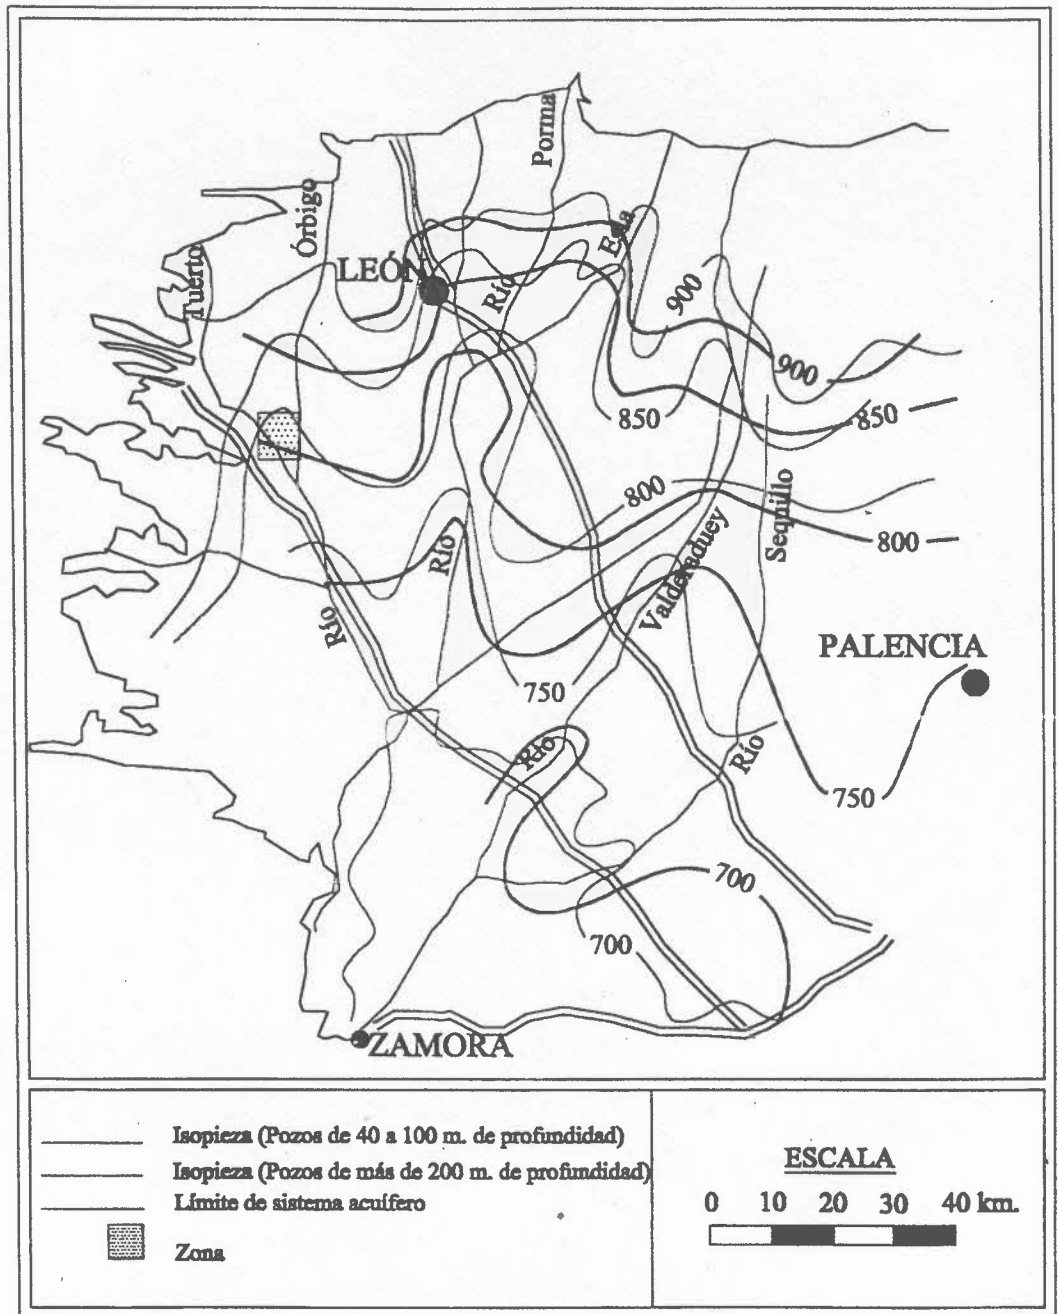 Porma
Órbigo
Esla
Tuerto
LEÓN
Río
900
900
850
850
800
Sequillo
800
Río
Valderaduey
Río
PALENCIA
750
Río
Río
750
700
700
ZAMORA
Isopieza (Pozos de 40 a 100 m. de profundidad)
Isopieza (Pozos de más de 200 m. de profundidad)
Límite de sistema acuífero
Zona
ESCALA
0 10 20 30 40 km.